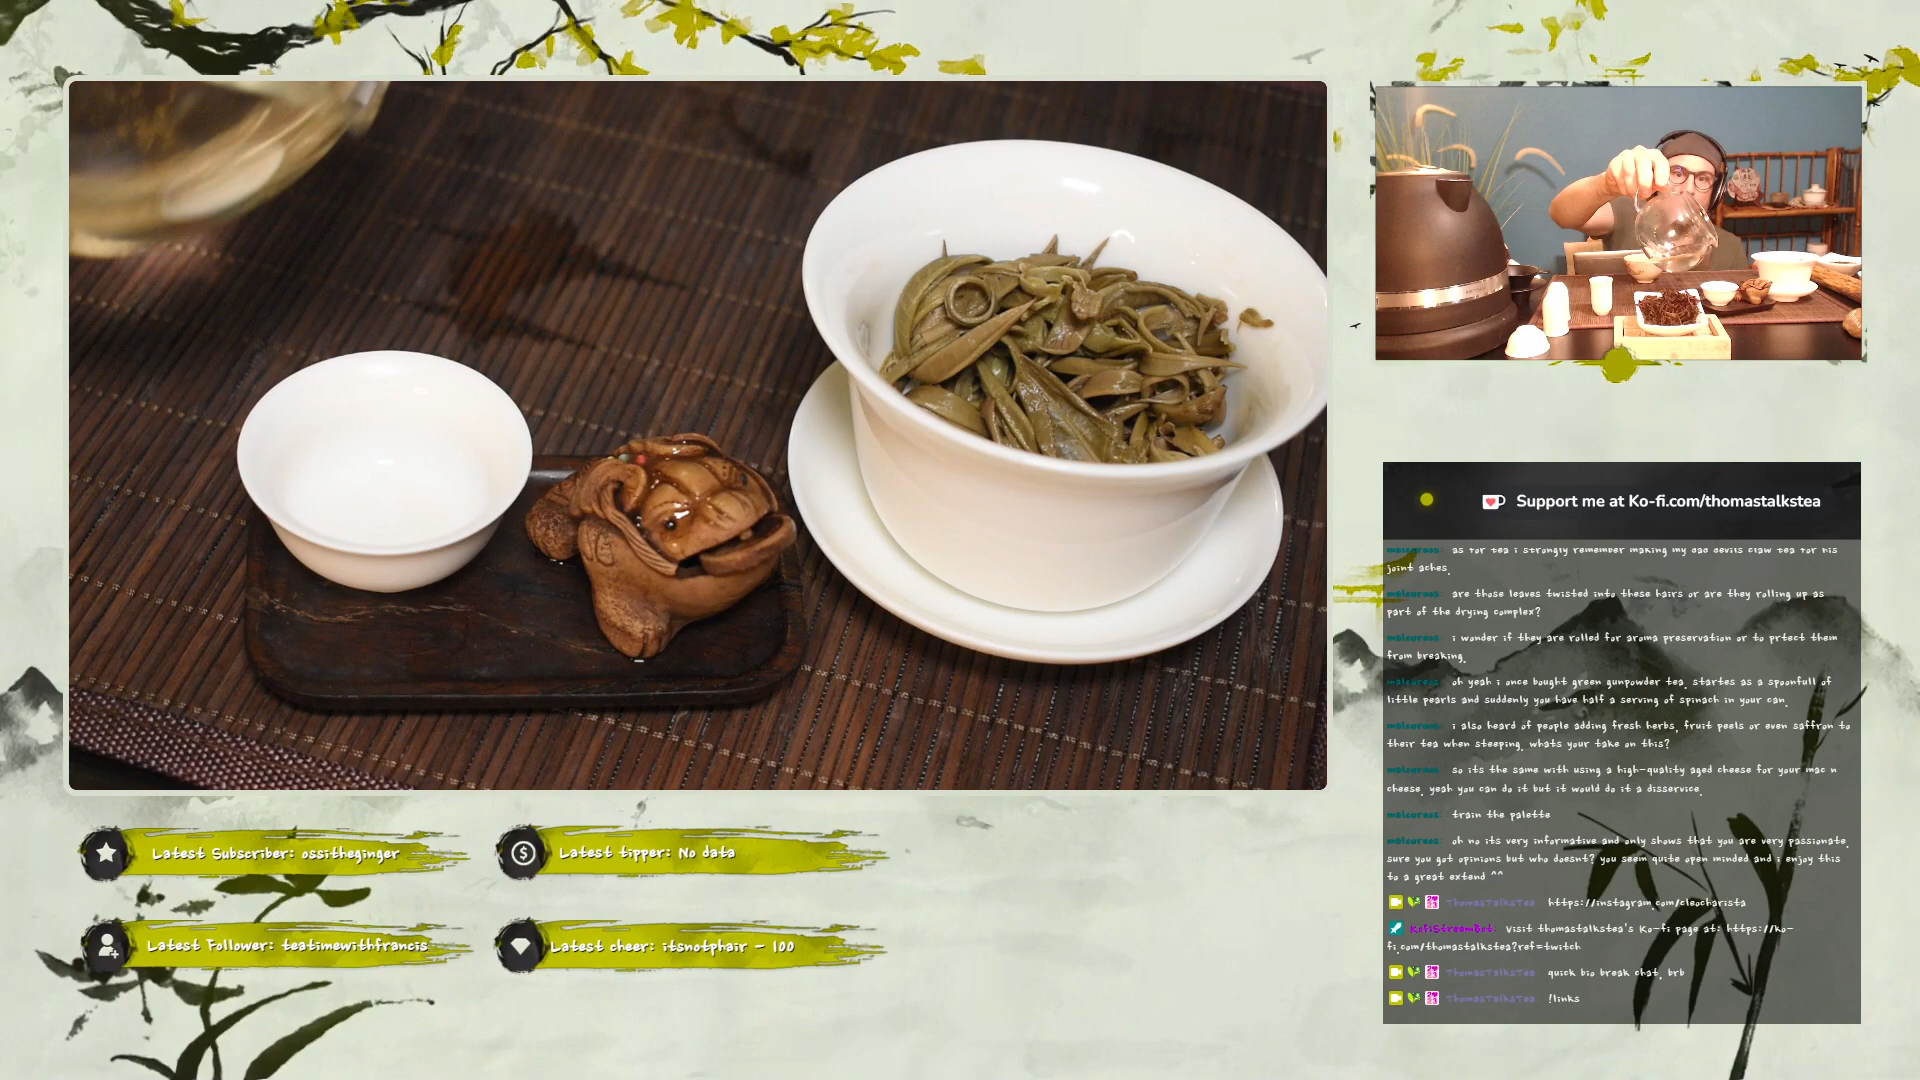 Support me at Ko-fi.com/thomastalkstea
as for tea i strongly remember making my dad devils claw tea for his
joint aches.
are those leaves twisted into these hairs or are they rolling up as
part of the drying complex?
i wonder if they are rolled for aroma preservation or to prtect them
from breaking.
oh yeah i once bought green gunpowder tea. startes as a spoonfull of
little pearls and suddenly you have half a serving of spinach in your can.
i also heard of people adding fresh herbs, fruit peels or even saffron to
their tea when steeping. whats your take on this?
so its the same with using a high-quality aged cheese for your mac n
cheese. yeah you can do it but it would do it a disservice.
train the palette
oh no its very informative and only shows that you are very passionate.
sure you got opinions but who doesnt? you seem quite open minded and i enjoy this
to a great extend ^^
ThomasTalksTea: https://instagram.com/cleocharista
KofiStreamBot: Visit thomastalkstea's Ko-fi page at: https://ko-
fi.com/thomastalkstea?ref=twitch
ThomasTalksTea: quick bio break chat, brb
ThomasTalksTea: !links
Latest Subscriber: ossitheginger
Latest tipper: No data
Latest Follower: teatimewithfrancis
Latest cheer: itsnotphair - 100